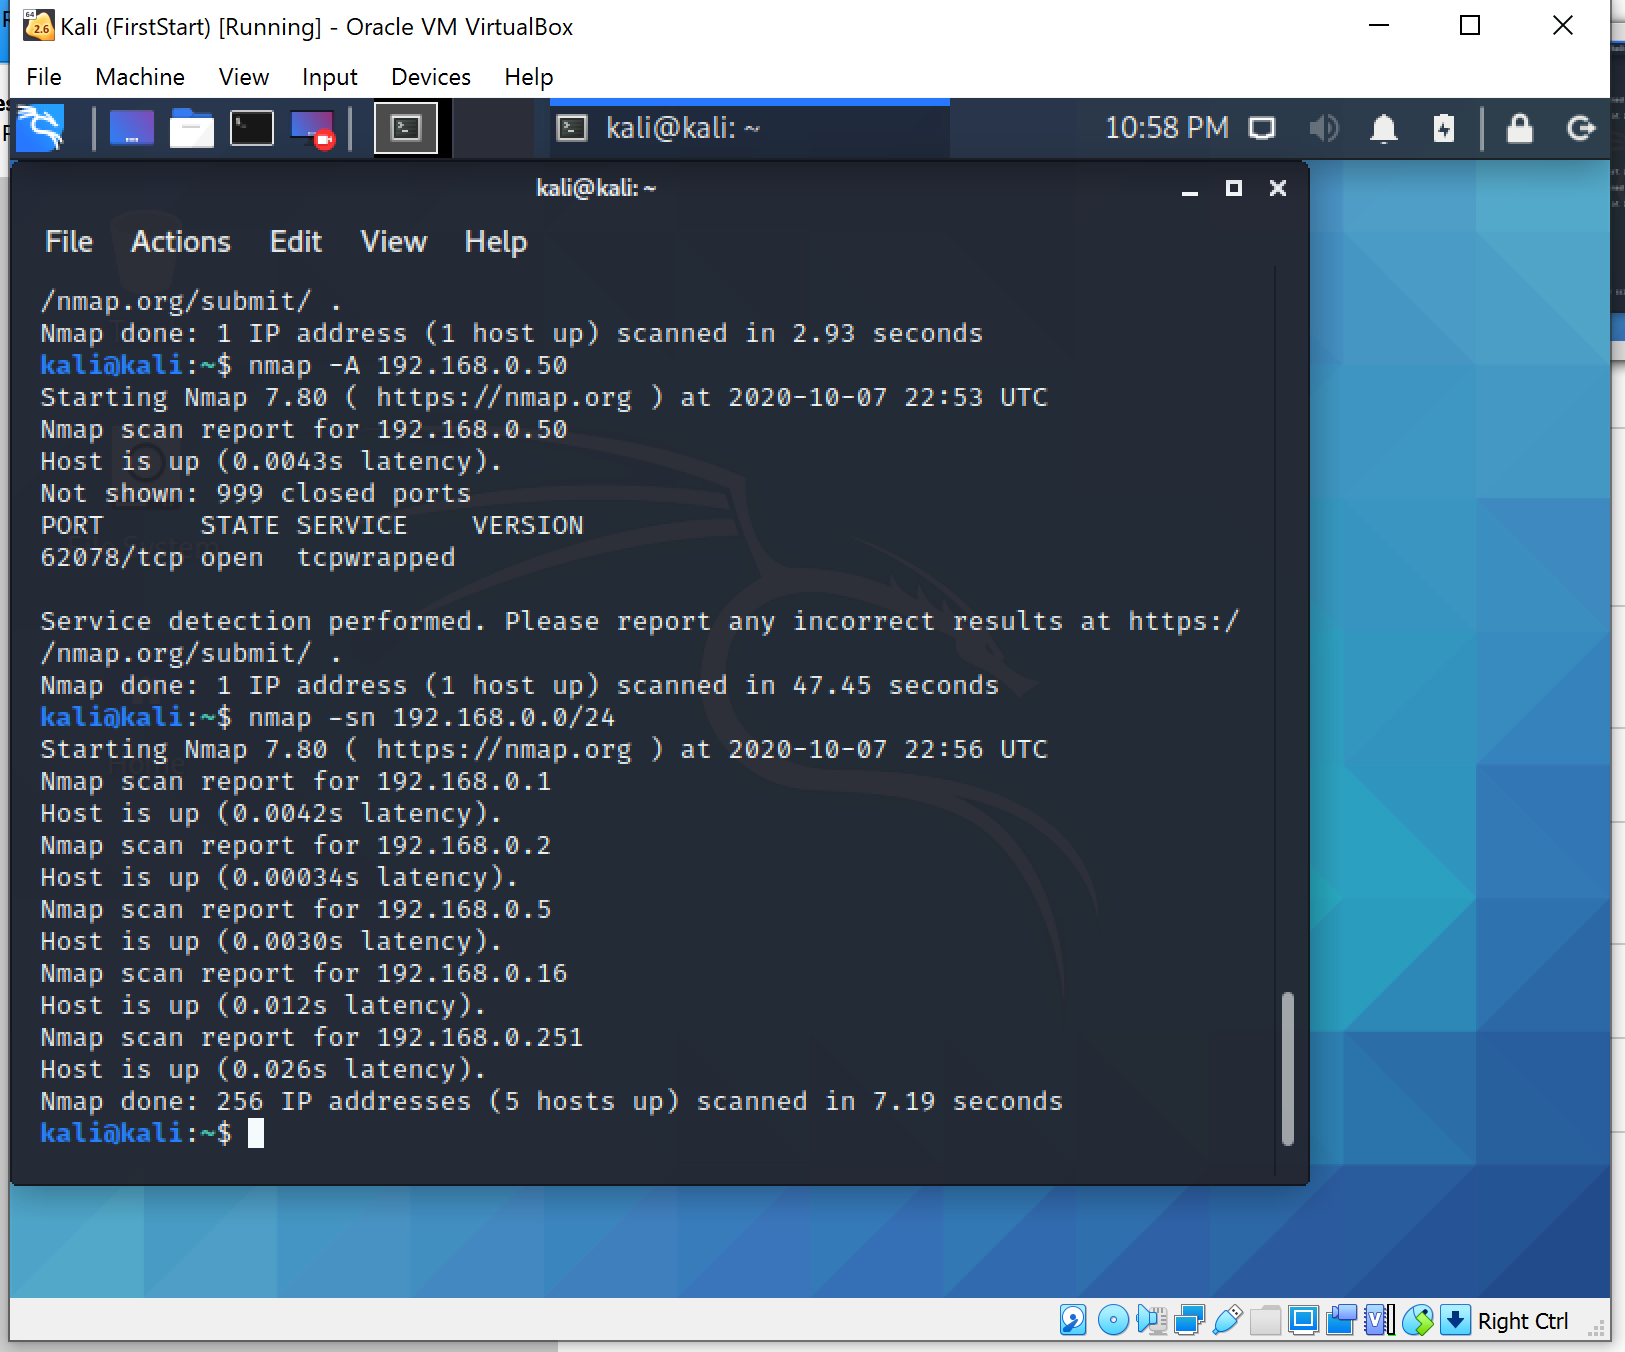 Kali (FirstStart) [Running] - Oracle VM VirtualBox
File Machine View Input Devices Help
kali@kali: ~
10:58 PM
kali@kali: ~
File Actions Edit View Help
/nmap.org/submit/ .
Nmap done: 1 IP address (1 host up) scanned in 2.93 seconds
kali@kali:~$ nmap -A 192.168.0.50
Starting Nmap 7.80 ( https://nmap.org ) at 2020-10-07 22:53 UTC
Nmap scan report for 192.168.0.50
Host is up (0.0043s latency).
Not shown: 999 closed ports
PORT STATE SERVICE VERSION
62078/tcp open tcpwrapped
Service detection performed. Please report any incorrect results at https:/
/nmap.org/submit/ .
Nmap done: 1 IP address (1 host up) scanned in 47.45 seconds
kali@kali:~$ nmap -sn 192.168.0.0/24
Starting Nmap 7.80 ( https://nmap.org ) at 2020-10-07 22:56 UTC
Nmap scan report for 192.168.0.1
Host is up (0.0042s latency).
Nmap scan report for 192.168.0.2
Host is up (0.00034s latency).
Nmap scan report for 192.168.0.5
Host is up (0.0030s latency).
Nmap scan report for 192.168.0.16
Host is up (0.012s latency).
Nmap scan report for 192.168.0.251
Host is up (0.026s latency).
Nmap done: 256 IP addresses (5 hosts up) scanned in 7.19 seconds
kali@kali:~$
Right Ctrl